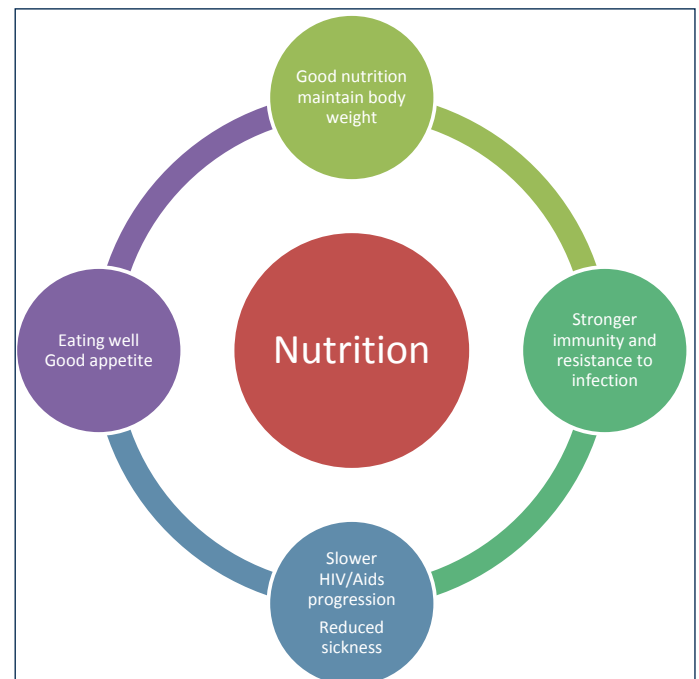 Good nutrition
maintain body
weight
Stronger
immunity and
resistance to
infection
Slower
HIV/Aids
progression
Reduced
sickness
Eating well
Good appetite
Nutrition